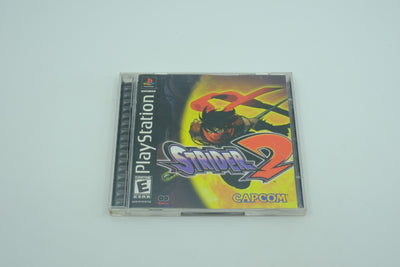 PlayStation
STRIDER 2
E
CAPCOM